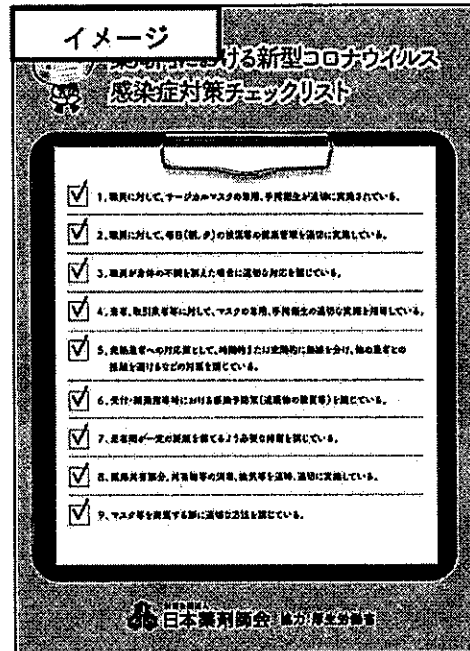 イメージ
における新型コロナウイルス
感染症対策チェックリスト
1. 職員に対して、サージカルマスクの着用、手指衛生が適切に実施されている。
2. 職員に対して、毎日(朝、夕)の検温等の健康管理を適切に実施している。
3. 職員が身体の不調を訴えた場合に適切な対応を講じている。
4. 患者、取引業者等に対して、マスクの着用、手指衛生の適切な実施を指導している。
5. 発熱患者への対応策として、時間的または空間的に動線を分け、他の患者との
接触を避けるなどの対策を講じている。
6. 受付・服薬指導時における感染予防策(遮蔽物の設置等)を講じている。
7. 患者間が一定の距離を保てるよう必要な措置を講じている。
8. 薬局共有部分、共有物等の消毒、換気等を適時、適切に実施している。
9. マスク等を廃棄する際に適切な方法を講じている。
日本薬剤師会 協力:厚生労働省